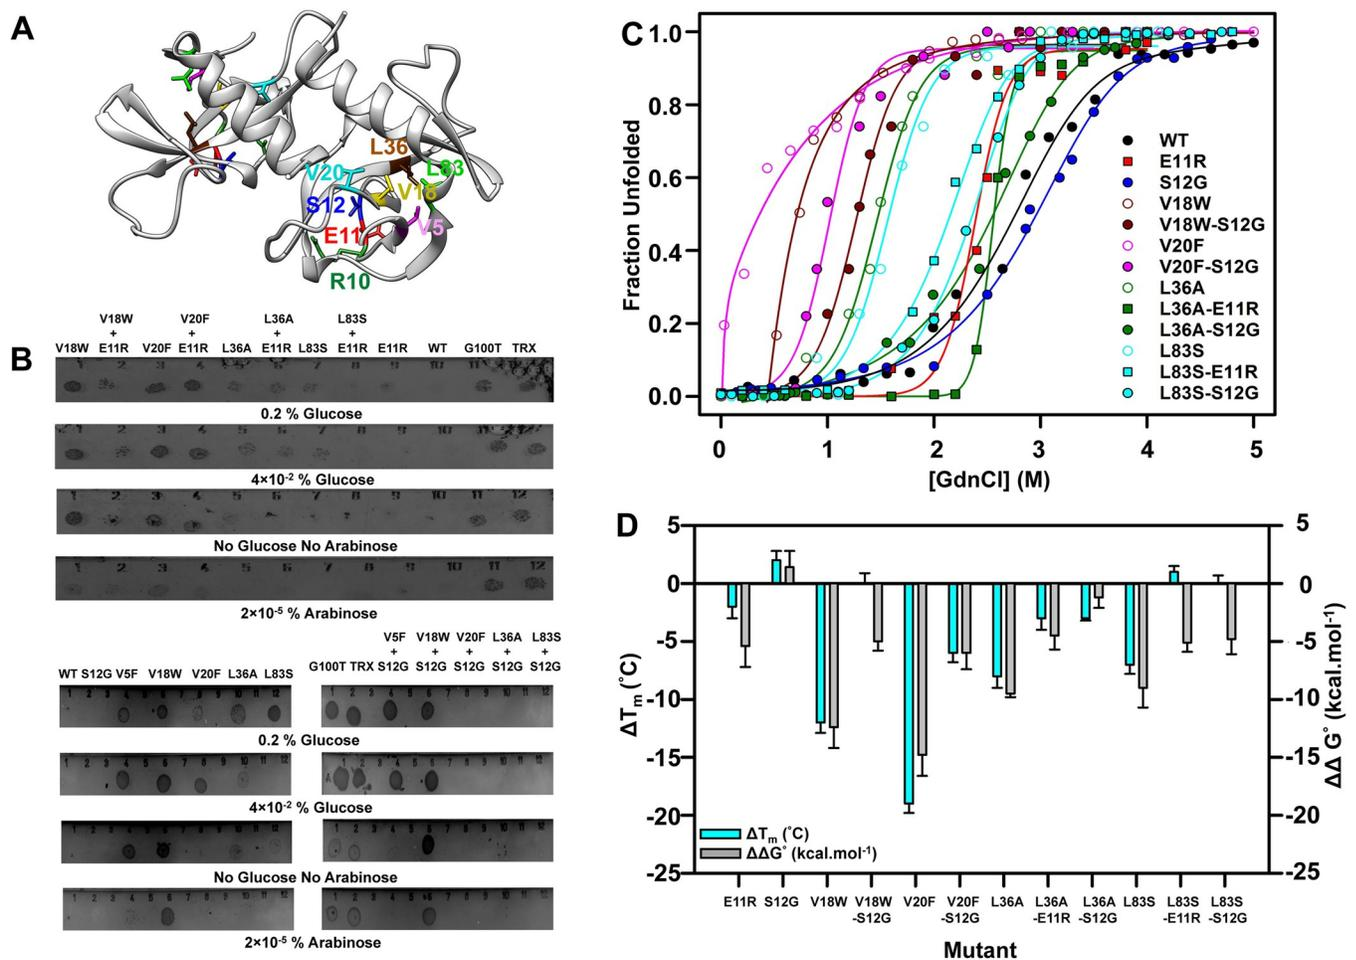 A
L36
L83
V20
V18
S12
V5
E11
R10
B
V18W V18W + E11R V20F V20F + E11R L36A L36A + E11R L83S L83S + E11R E11R WT G100T TRX
0.2 % Glucose
4×10-2 % Glucose
No Glucose No Arabinose
2×10-5 % Arabinose
WT S12G V5F V18W V20F L36A L83S
G100T TRX V5F + S12G V18W + S12G V20F + S12G L36A + S12G L83S + S12G
0.2 % Glucose
4×10-2 % Glucose
No Glucose No Arabinose
2×10-5 % Arabinose
C
Fraction Unfolded
1.0
0.8
0.6
0.4
0.2
0.0
0 1 2 3 4 5
[GdnCl] (M)
WT
E11R
S12G
V18W
V18W-S12G
V20F
V20F-S12G
L36A
L36A-E11R
L36A-S12G
L83S
L83S-E11R
L83S-S12G
D
ΔTm (°C)
5
0
-5
-10
-15
-20
-25
ΔTm (°C)
ΔΔG° (kcal.mol-1)
5
0
-5
-10
-15
-20
-25
ΔΔ G° (kcal.mol-1)
E11R S12G V18W V18W -S12G V20F V20F -S12G L36A L36A -E11R L36A -S12G L83S L83S -E11R L83S -S12G
Mutant